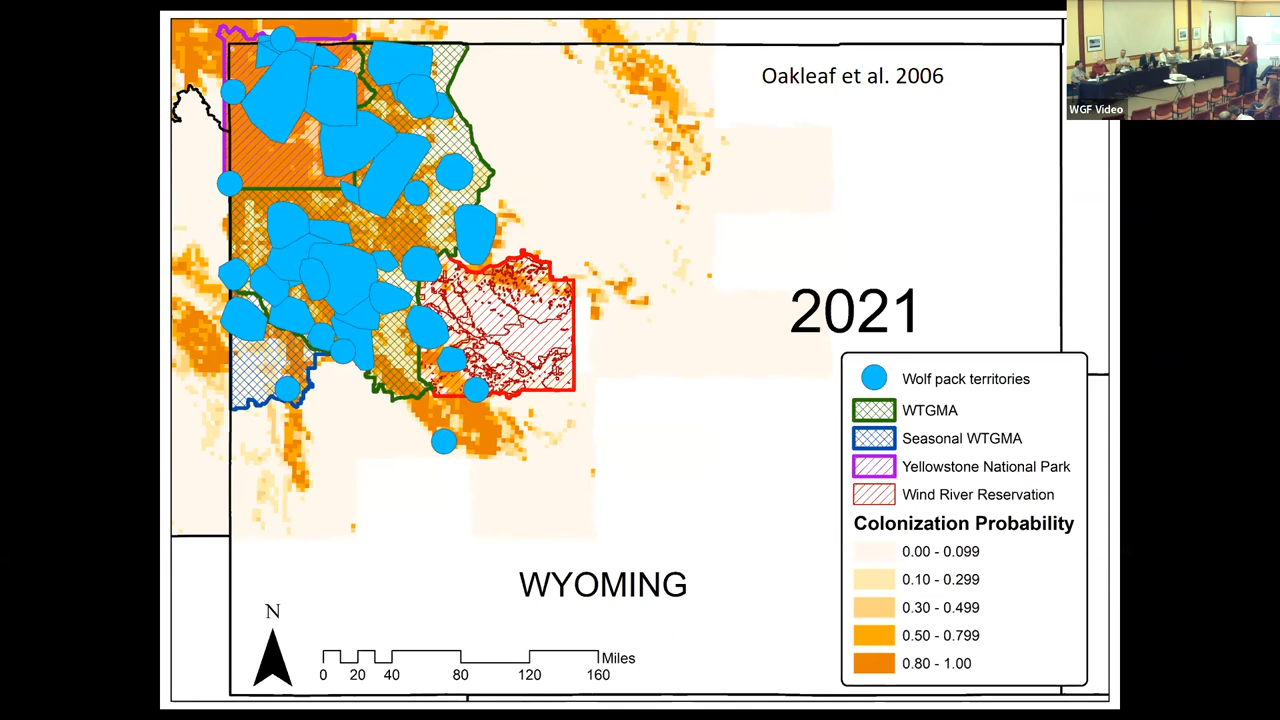 Oakleaf et al. 2006
WGF Video
2021
Wolf pack territories
WTGMA
Seasonal WTGMA
Yellowstone National Park
Wind River Reservation
Colonization Probability
0.00 - 0.099
0.10 - 0.299
0.30 - 0.499
0.50 - 0.799
0.80 - 1.00
WYOMING
N
Miles
0 20 40 80 120 160